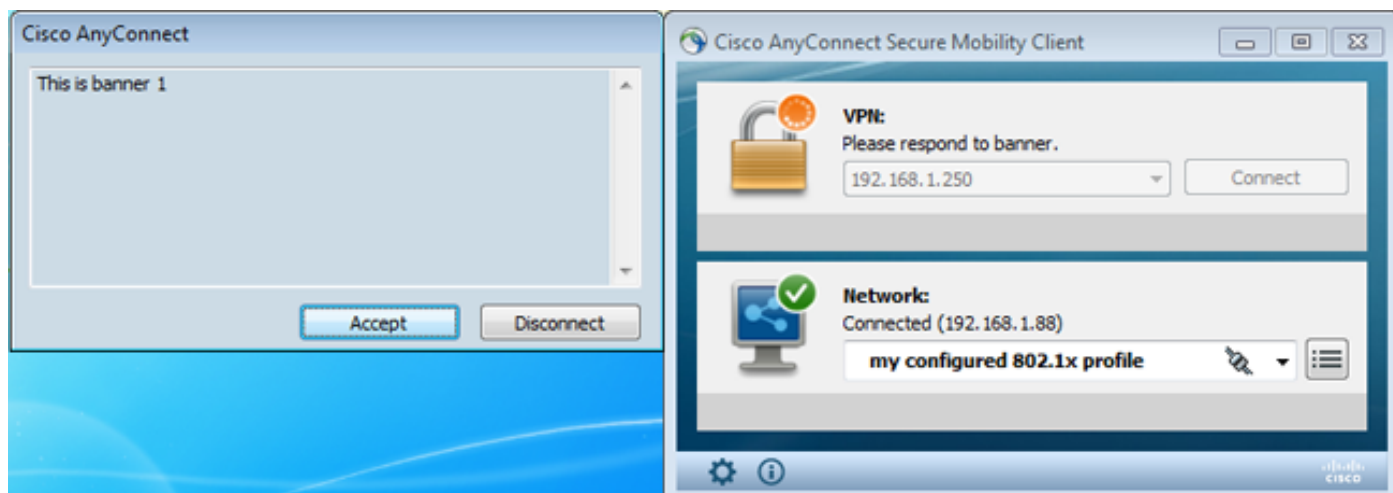 Cisco AnyConnect
This is banner 1
Accept
Disconnect
Cisco AnyConnect Secure Mobility Client
VPN:
Please respond to banner.
192.168.1.250
Connect
Network:
Connected (192.168.1.88)
my configured 802.1x profile
CISCO